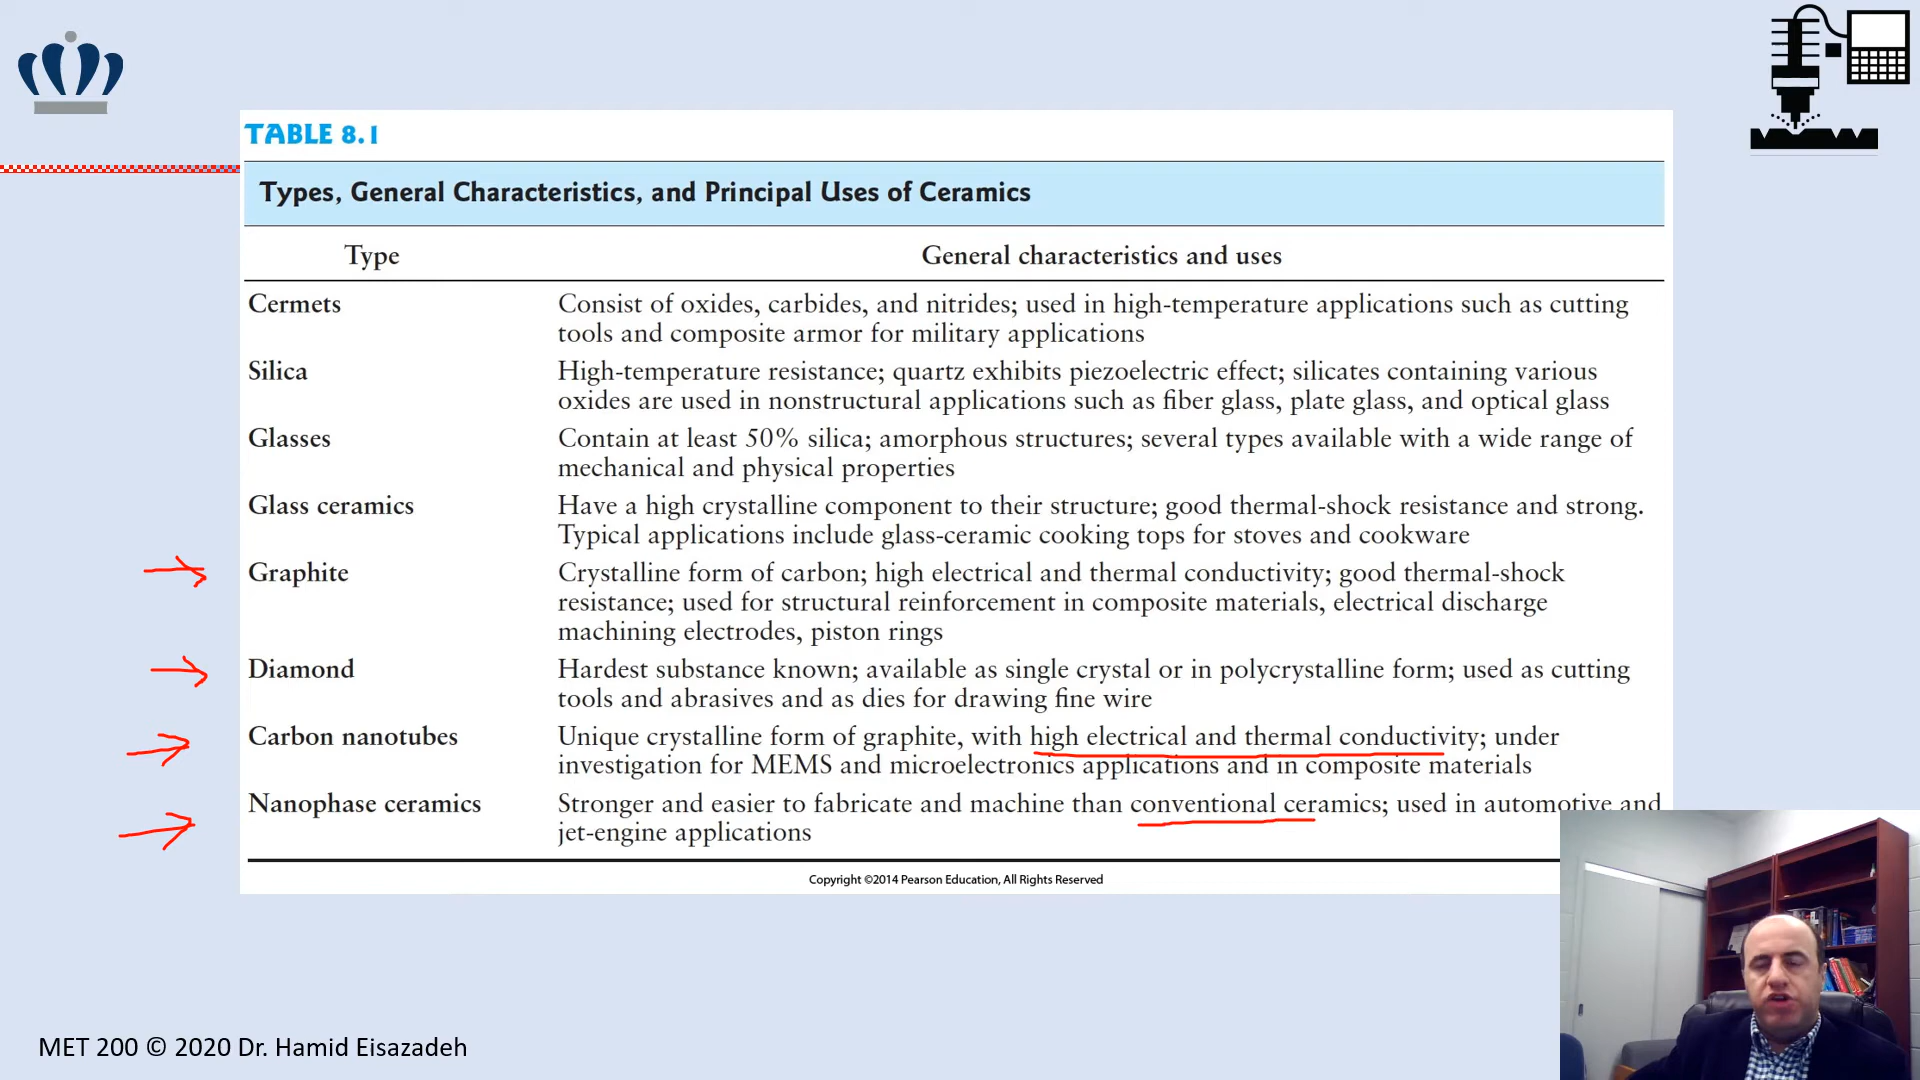 TABLE 8.1
Types, General Characteristics, and Principal Uses of Ceramics
Type General characteristics and uses
Cermets Consist of oxides, carbides, and nitrides; used in high-temperature applications such as cutting
tools and composite armor for military applications
Silica High-temperature resistance; quartz exhibits piezoelectric effect; silicates containing various
oxides are used in nonstructural applications such as fiber glass, plate glass, and optical glass
Glasses Contain at least 50% silica; amorphous structures; several types available with a wide range of
mechanical and physical properties
Glass ceramics Have a high crystalline component to their structure; good thermal-shock resistance and strong.
Typical applications include glass-ceramic cooking tops for stoves and cookware
Graphite Crystalline form of carbon; high electrical and thermal conductivity; good thermal-shock
resistance; used for structural reinforcement in composite materials, electrical discharge
machining electrodes, piston rings
Diamond Hardest substance known; available as single crystal or in polycrystalline form; used as cutting
tools and abrasives and as dies for drawing fine wire
Carbon nanotubes Unique crystalline form of graphite, with high electrical and thermal conductivity; under
investigation for MEMS and microelectronics applications and in composite materials
Nanophase ceramics Stronger and easier to fabricate and machine than conventional ceramics; used in automotive and
jet-engine applications
Copyright ©2014 Pearson Education, All Rights Reserved
MET 200 © 2020 Dr. Hamid Eisazadeh